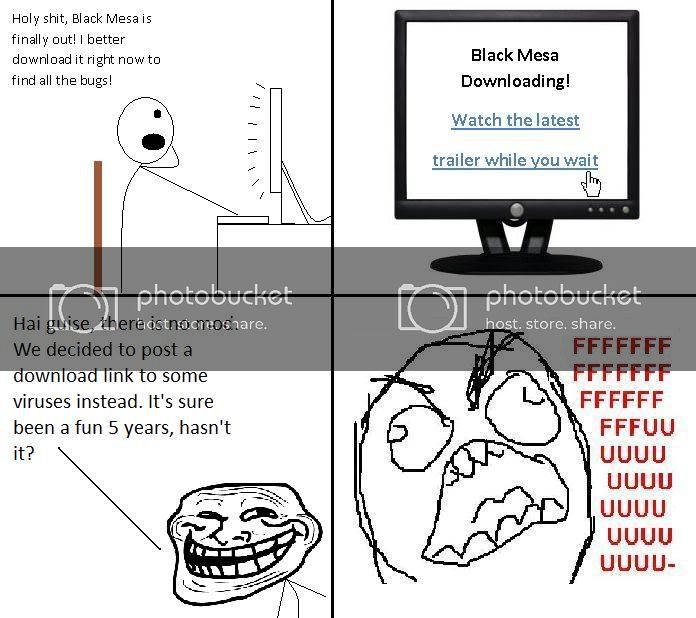 Holy shit, Black Mesa is
finally out! I better
download it right now to
find all the bugs!
Black Mesa
Downloading!
Watch the latest
trailer while you wait
photobucket
host. store. share.
photobucket
host. store. share.
Hai guise, there is no mod.
We decided to post a
download link to some
viruses instead. It's sure
been a fun 5 years, hasn't
it?
FFFFFFF
FFFFFFF
FFFFFF
FFFUU
UUUU
UUUU
UUUU
UUUU
UUUU-